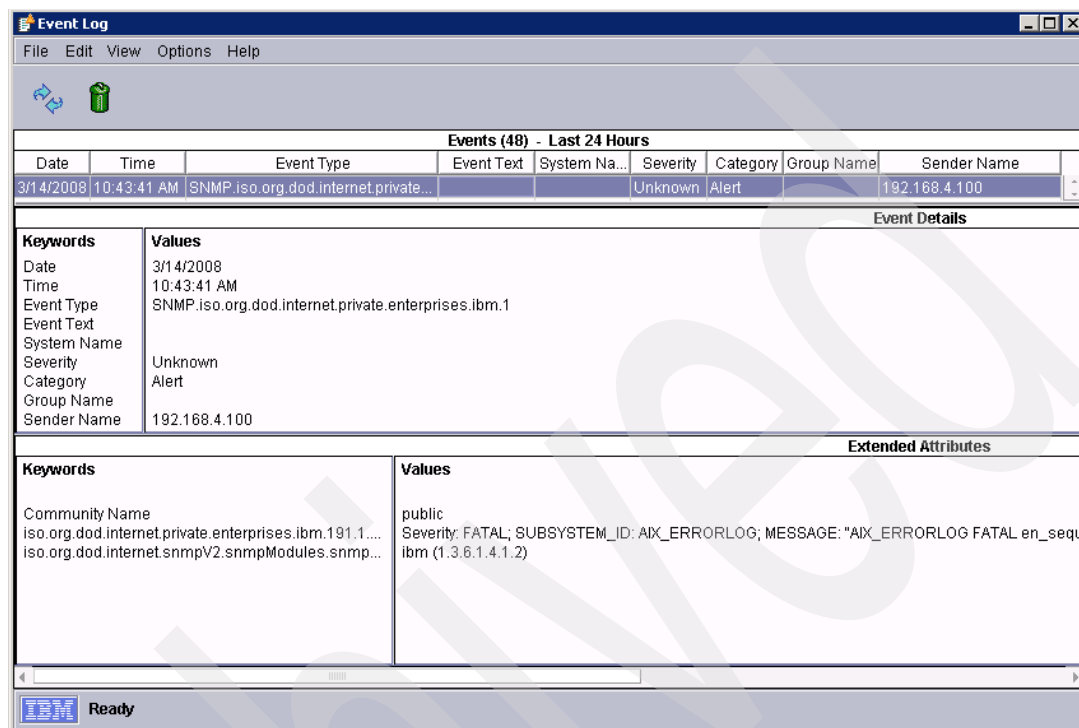 Event Log
File Edit View Options Help
Events (48) - Last 24 Hours
Date Time Event Type Event Text System Na... Severity Category Group Name Sender Name
3/14/2008 10:43:41 AM SNMP.iso.org.dod.internet.private... Unknown Alert 192.168.4.100
Event Details
Keywords Values
Date 3/14/2008
Time 10:43:41 AM
Event Type SNMP.iso.org.dod.internet.private.enterprises.ibm.1
Event Text
System Name
Severity Unknown
Category Alert
Group Name
Sender Name 192.168.4.100
Extended Attributes
Keywords Values
Community Name public
iso.org.dod.internet.private.enterprises.ibm.191.1.... Severity: FATAL; SUBSYSTEM_ID: AIX_ERRORLOG; MESSAGE: "AIX_ERRORLOG FATAL en_sequ
iso.org.dod.internet.snmpV2.snmpModules.snmp... ibm (1.3.6.1.4.1.2)
IBM Ready